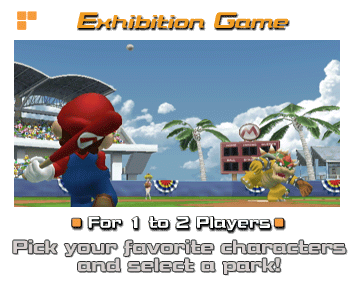 Exhibition Game
For 1 to 2 Players
Pick your favorite characters
and select a park!